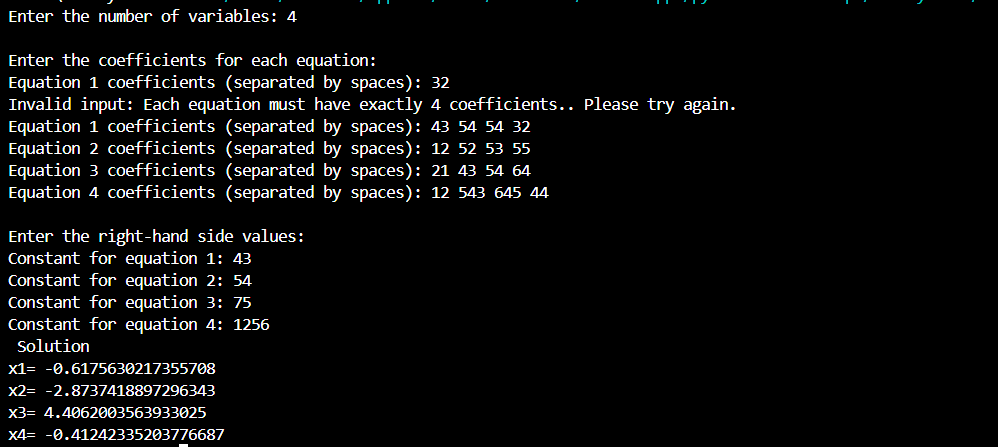 Enter the number of variables: 4
Enter the coefficients for each equation:
Equation 1 coefficients (separated by spaces): 32
Invalid input: Each equation must have exactly 4 coefficients.. Please try again.
Equation 1 coefficients (separated by spaces): 43 54 54 32
Equation 2 coefficients (separated by spaces): 12 52 53 55
Equation 3 coefficients (separated by spaces): 21 43 54 64
Equation 4 coefficients (separated by spaces): 12 543 645 44
Enter the right-hand side values:
Constant for equation 1: 43
Constant for equation 2: 54
Constant for equation 3: 75
Constant for equation 4: 1256
Solution
x1= -0.6175630217355708
x2= -2.8737418897296343
x3= 4.4062003563933025
x4= -0.41242335203776687